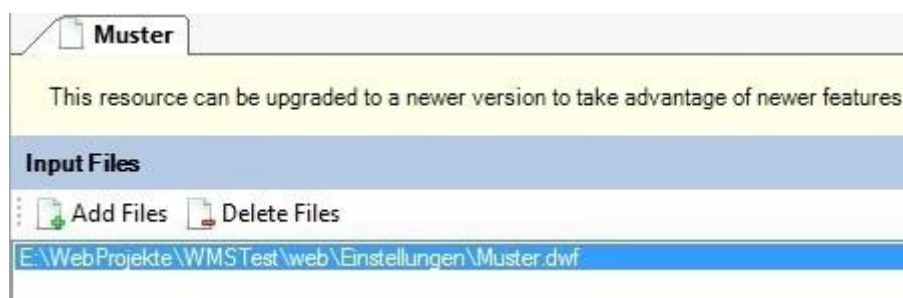 Muster
This resource can be upgraded to a newer version to take advantage of newer features
Input Files
Add Files Delete Files
E:\WebProjekte\WMSTest\web\Einstellungen\Muster.dwf